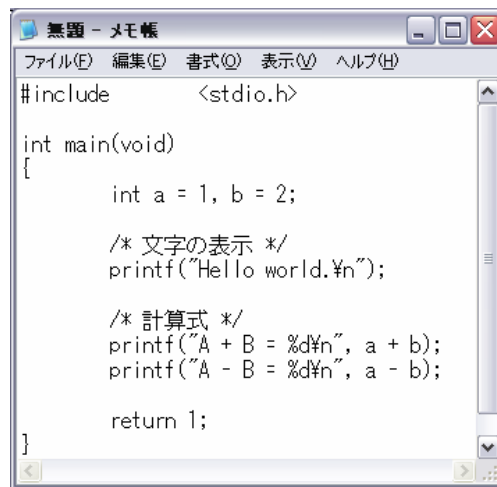 無題 - メモ帳
ファイル(F) 編集(E) 書式(O) 表示(V) ヘルプ(H)
#include <stdio.h>
int main(void)
{
int a = 1, b = 2;
/* 文字の表示 */
printf("Hello world.¥n");
/* 計算式 */
printf("A + B = %d¥n", a + b);
printf("A - B = %d¥n", a - b);
return 1;
}